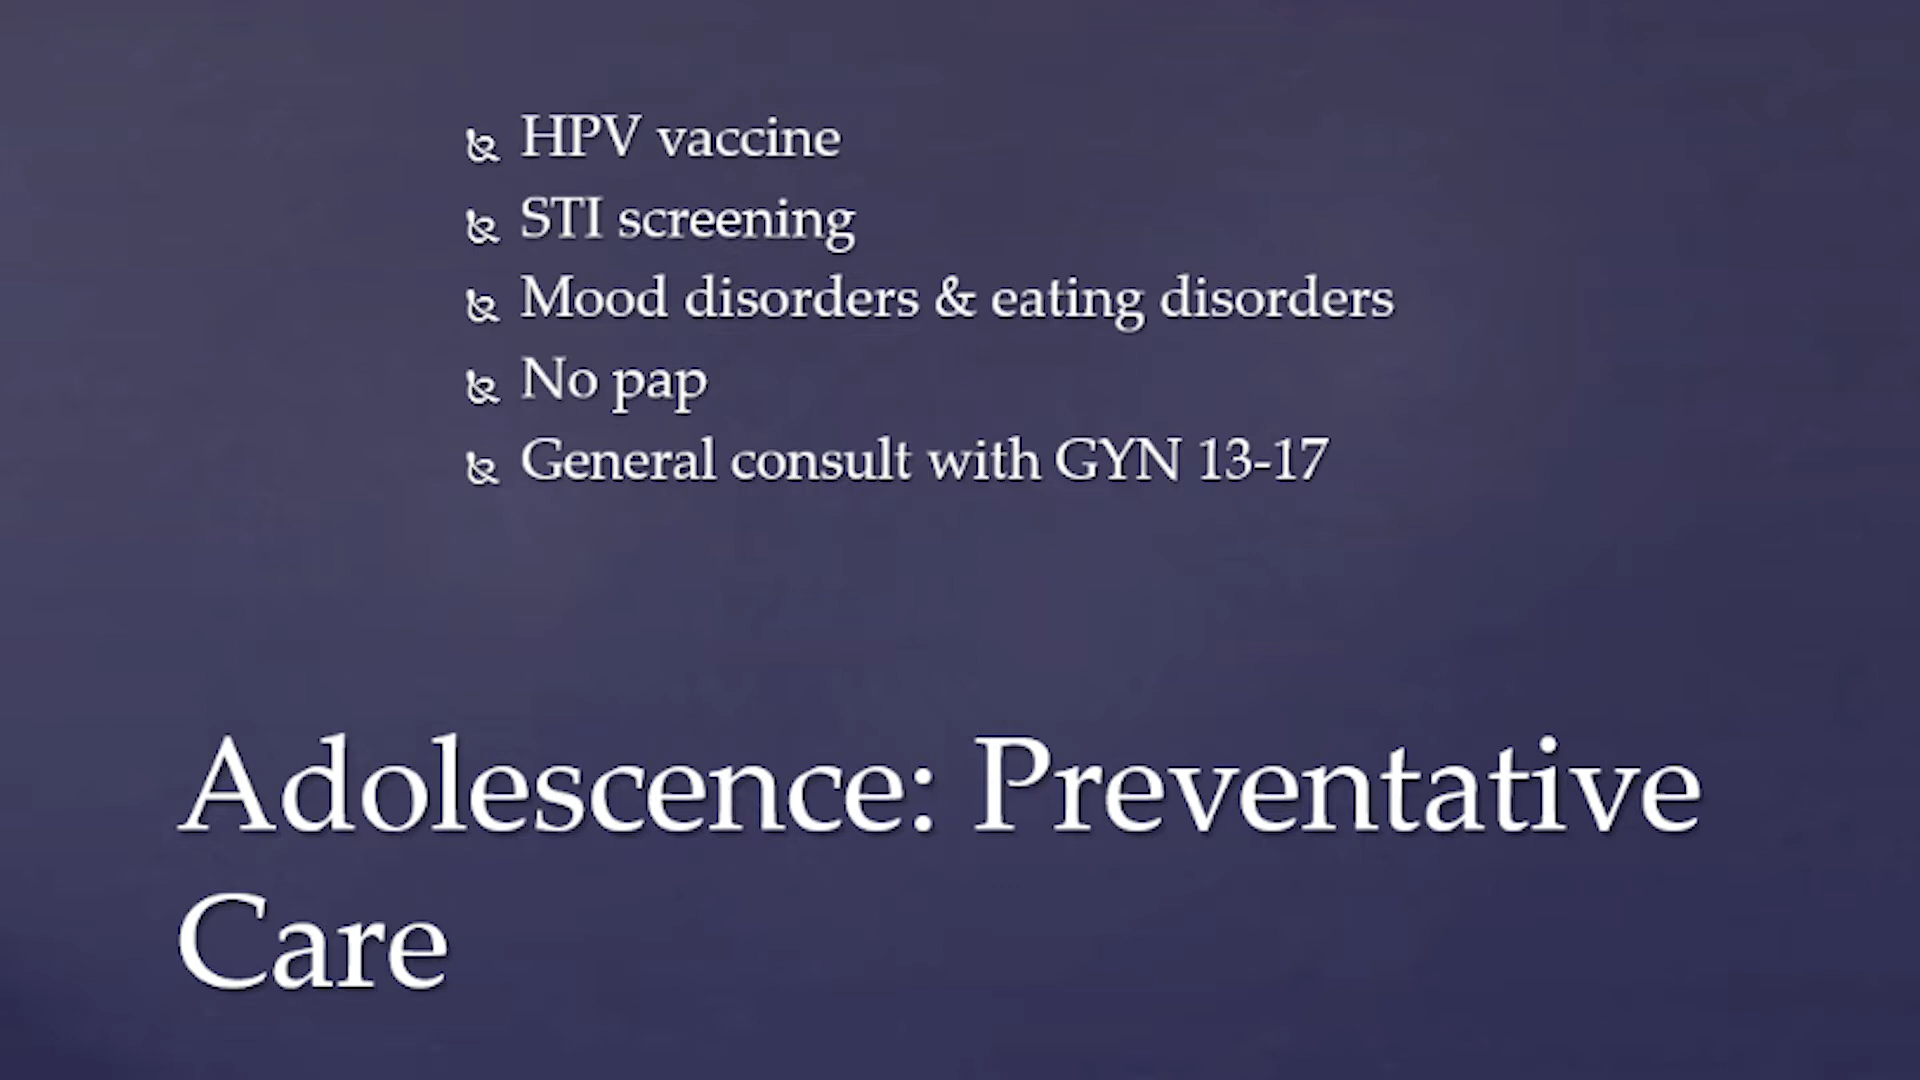 HPV vaccine
STI screening
Mood disorders & eating disorders
No pap
General consult with GYN 13-17
Adolescence: Preventative
Care